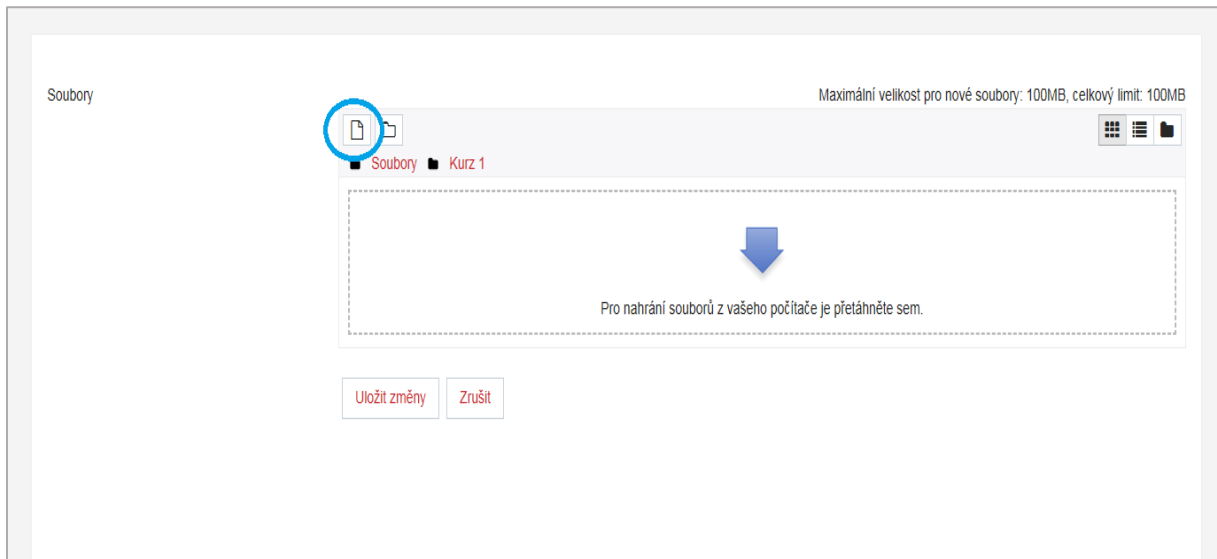 Soubory
Maximální velikost pro nové soubory: 100MB, celkový limit: 100MB
Soubory Kurz 1
Pro nahrání souborů z vašeho počítače je přetáhněte sem.
Uložit změny Zrušit